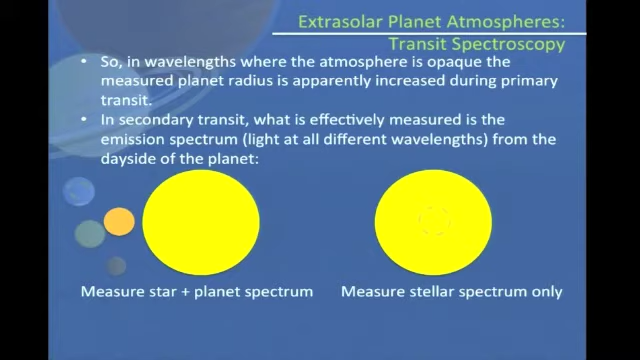 Extrasolar Planet Atmospheres:
Transit Spectroscopy
• So, in wavelengths where the atmosphere is opaque the
measured planet radius is apparently increased during primary
transit.
• In secondary transit, what is effectively measured is the
emission spectrum (light at all different wavelengths) from the
dayside of the planet:
Measure star + planet spectrum
Measure stellar spectrum only